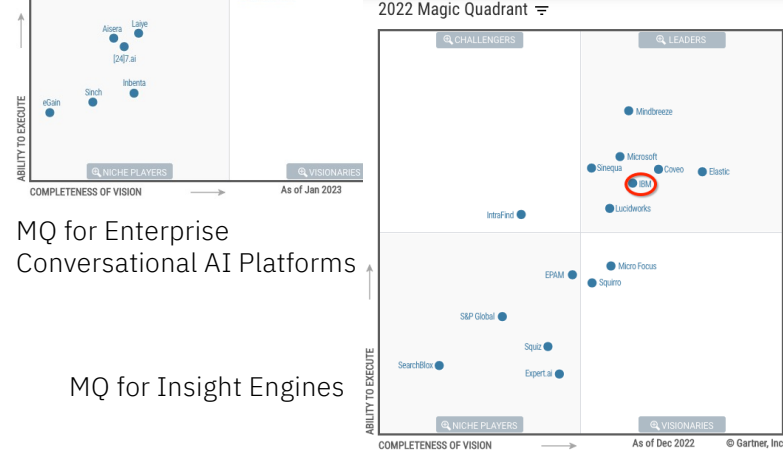 Aisera
Laiye
[24]7.ai
Inbenta
Sinch
eGain
ABILITY TO EXECUTE
NICHE PLAYERS
VISIONARIES
COMPLETENESS OF VISION
As of Jan 2023
MQ for Enterprise
Conversational AI Platforms
MQ for Insight Engines
2022 Magic Quadrant
CHALLENGERS
LEADERS
Mindbreeze
Microsoft
Sinequa
Coveo
Elastic
IBM
Lucidworks
IntraFind
Micro Focus
EPAM
Squirro
S&P Global
Squiz
SearchBlox
Expert.ai
ABILITY TO EXECUTE
NICHE PLAYERS
VISIONARIES
COMPLETENESS OF VISION
As of Dec 2022
© Gartner, Inc